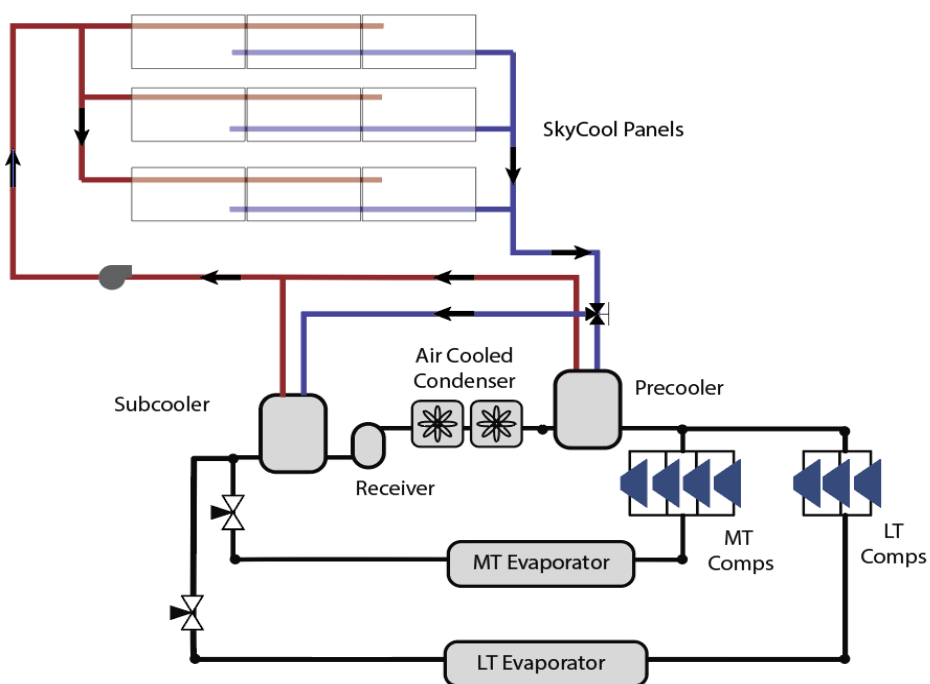 SkyCool Panels
Air Cooled
Condenser
Precooler
Subcooler
Receiver
MT
Comps
LT
Comps
MT Evaporator
LT Evaporator